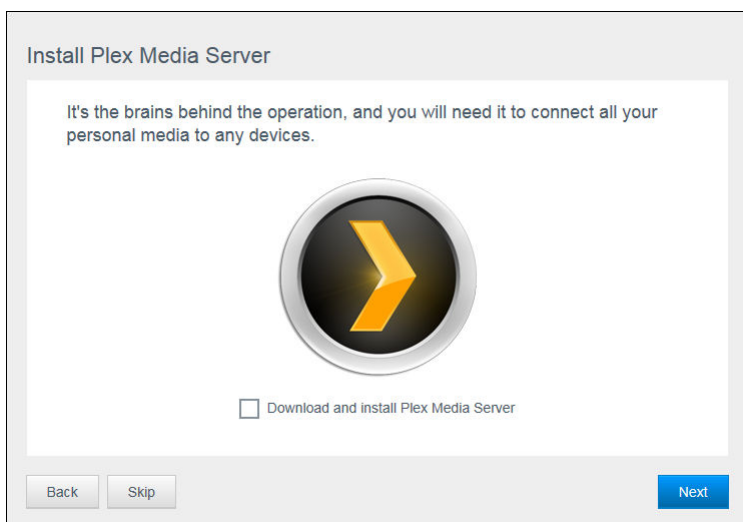 Install Plex Media Server
It's the brains behind the operation, and you will need it to connect all your
personal media to any devices.
Download and install Plex Media Server
Back
Skip
Next